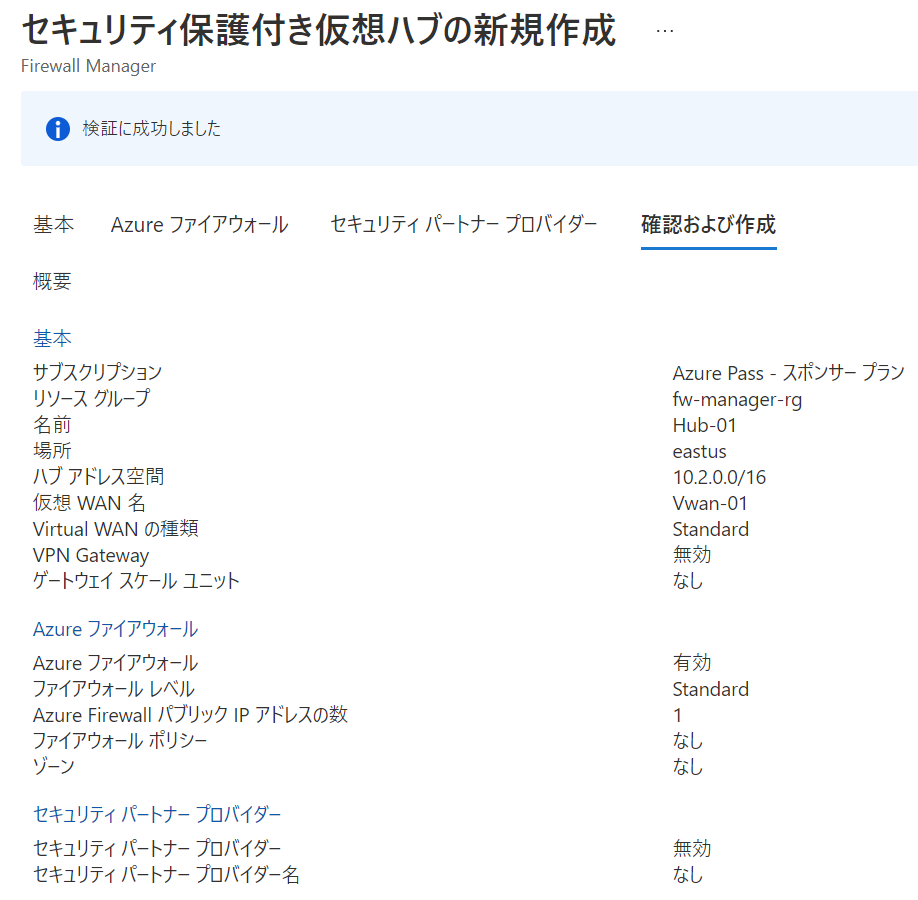 セキュリティ保護付き仮想ハブの新規作成 …
Firewall Manager
検証に成功しました
基本 Azure ファイアウォール セキュリティ パートナー プロバイダー 確認および作成
概要
基本
サブスクリプション Azure Pass - スポンサー プラン
リソース グループ fw-manager-rg
名前 Hub-01
場所 eastus
ハブ アドレス空間 10.2.0.0/16
仮想 WAN 名 Vwan-01
Virtual WAN の種類 Standard
VPN Gateway 無効
ゲートウェイ スケール ユニット なし
Azure ファイアウォール
Azure ファイアウォール 有効
ファイアウォール レベル Standard
Azure Firewall パブリック IP アドレスの数 1
ファイアウォール ポリシー なし
ゾーン なし
セキュリティ パートナー プロバイダー
セキュリティ パートナー プロバイダー 無効
セキュリティ パートナー プロバイダー名 なし